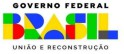 GOVERNO FEDERAL
BRASIL
UNIÃO E RECONSTRUÇÃO